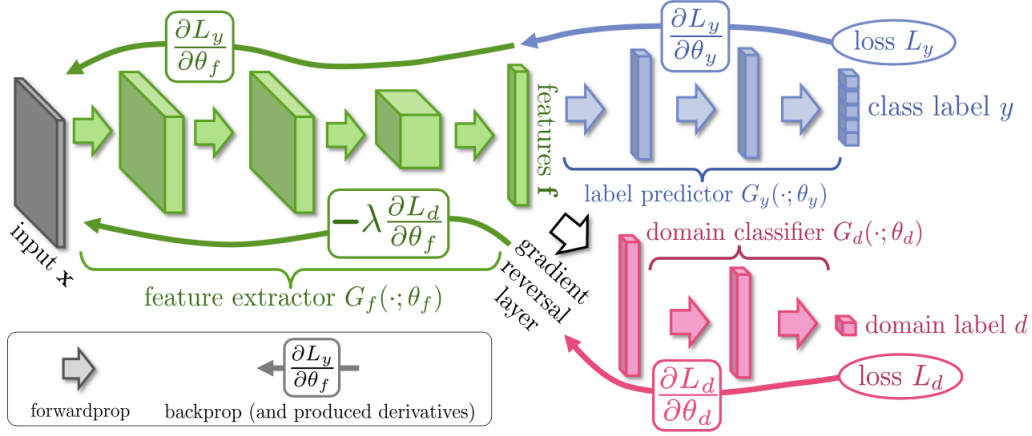 ∂L_y/∂θ_f
∂L_y/∂θ_y
loss L_y
features f
class label y
label predictor G_y(·; θ_y)
−λ ∂L_d/∂θ_f
input x
domain classifier G_d(·; θ_d)
feature extractor G_f(·; θ_f)
gradient
reversal
layer
domain label d
∂L_y/∂θ_f
forwardprop
backprop (and produced derivatives)
∂L_d/∂θ_d
loss L_d